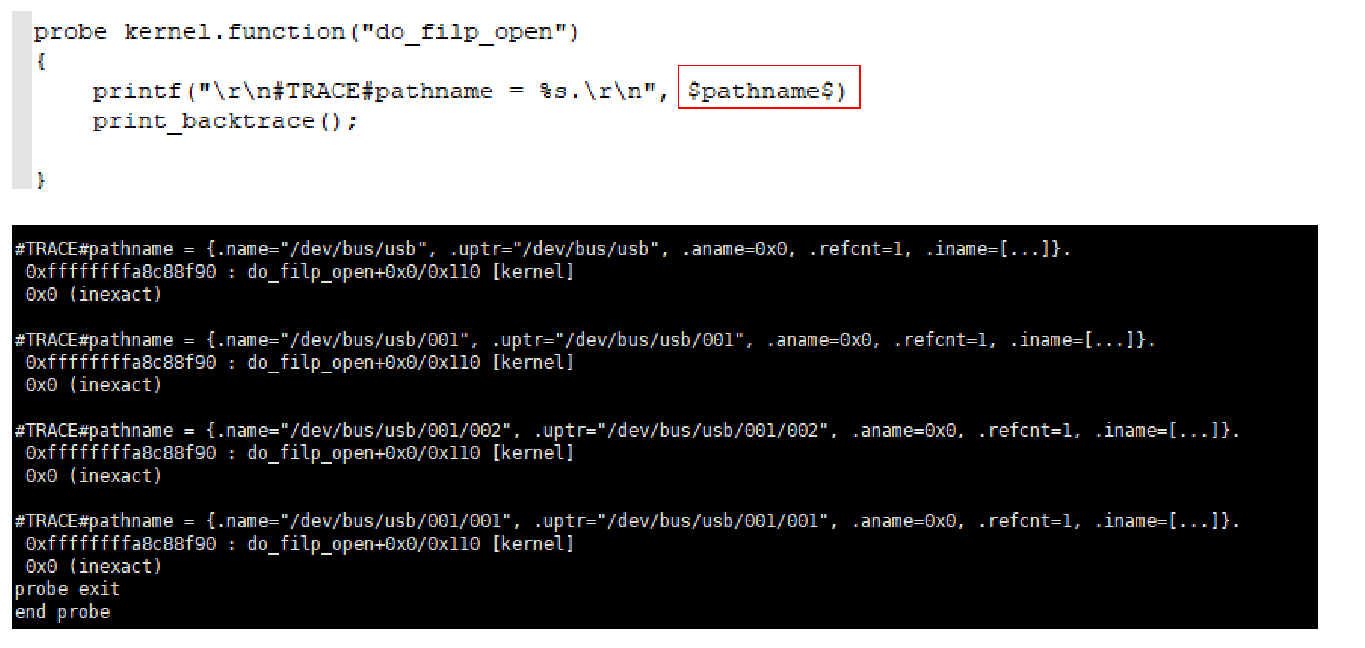 probe kernel.function("do_filp_open")
{
    printf("\r\n#TRACE#pathname = %s.\r\n", $pathname$)
    print_backtrace();
}
#TRACE#pathname = {.name="/dev/bus/usb", .uptr="/dev/bus/usb", .aname=0x0, .refcnt=1, .iname=[...]}.
 0xffffffffa8c88f90 : do_filp_open+0x0/0x110 [kernel]
 0x0 (inexact)
#TRACE#pathname = {.name="/dev/bus/usb/001", .uptr="/dev/bus/usb/001", .aname=0x0, .refcnt=1, .iname=[...]}.
 0xffffffffa8c88f90 : do_filp_open+0x0/0x110 [kernel]
 0x0 (inexact)
#TRACE#pathname = {.name="/dev/bus/usb/001/002", .uptr="/dev/bus/usb/001/002", .aname=0x0, .refcnt=1, .iname=[...]}.
 0xffffffffa8c88f90 : do_filp_open+0x0/0x110 [kernel]
 0x0 (inexact)
#TRACE#pathname = {.name="/dev/bus/usb/001/001", .uptr="/dev/bus/usb/001/001", .aname=0x0, .refcnt=1, .iname=[...]}.
 0xffffffffa8c88f90 : do_filp_open+0x0/0x110 [kernel]
 0x0 (inexact)
probe exit
end probe